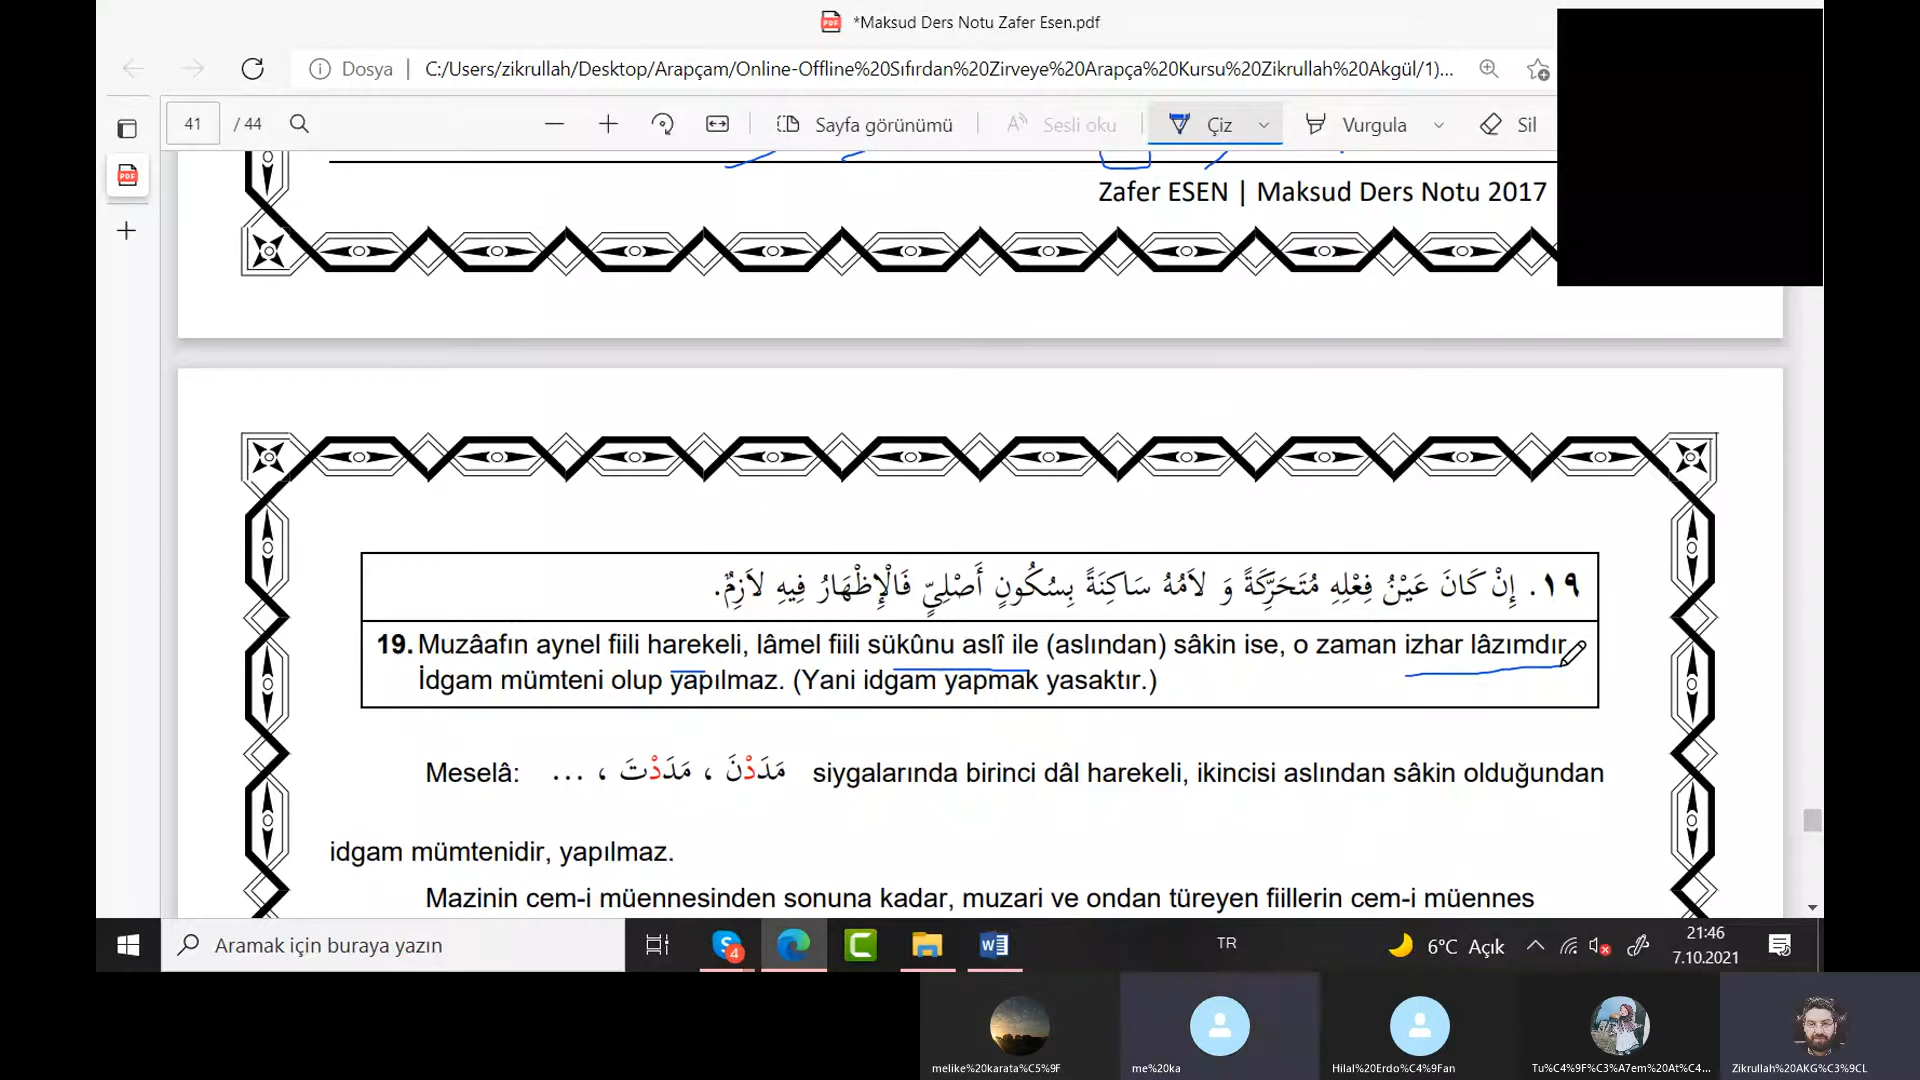 *Maksud Ders Notu Zafer Esen.pdf
Dosya | C:/Users/zikrullah/Desktop/Arapçam/Online-Offline%20Sıfırdan%20Zirveye%20Arapça%20Kursu%20Zikrullah%20Akgül/1)...
41 / 44 Sayfa görünümü Sesli oku Çiz Vurgula Sil
Zafer ESEN | Maksud Ders Notu 2017
١٩. إِنْ كَانَ عَيْنُ فِعْلِهِ مُتَحَرِّكَةً وَ لاَمُهُ سَاكِنَةً بِسُكُونٍ أَصْلِيٍّ فَالْإِظْهَارُ فِيهِ لاَزِمٌ.
19. Muzâafın aynel fiili harekeli, lâmel fiili sükûnu aslî ile (aslından) sâkin ise, o zaman izhar lâzımdır
İdgam mümteni olup yapılmaz. (Yani idgam yapmak yasaktır.)
Meselâ: مَدَدْنَ ، مَدَدْتَ ، ... siygalarında birinci dâl harekeli, ikincisi aslından sâkin olduğundan
idgam mümtenidir, yapılmaz.
Mazinin cem-i müennesinden sonuna kadar, muzari ve ondan türeyen fiillerin cem-i müennes
Aramak için buraya yazın
4
TR
6°C Açık
21:46
7.10.2021
melike%20karata%C5%9F
me%20ka
Hilal%20Erdo%C4%9Fan
Tu%C4%9F%C3%A7em%20At%C4...
Zikrullah%20AKG%C3%9CL